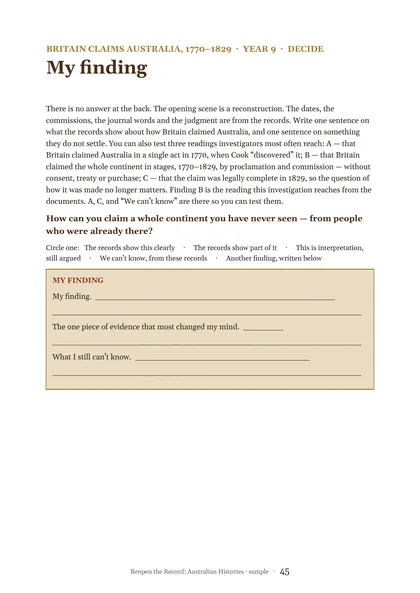 BRITAIN CLAIMS AUSTRALIA, 1770–1829 · YEAR 9 · DECIDE
My finding
There is no answer at the back. The opening scene is a reconstruction. The dates, the
commissions, the journal words and the judgment are from the records. Write one sentence on
what the records show about how Britain claimed Australia, and one sentence on something
they do not settle. You can also test three readings investigators most often reach: A — that
Britain claimed Australia in a single act in 1770, when Cook “discovered” it; B — that Britain
claimed the whole continent in stages, 1770–1829, by proclamation and commission — without
consent, treaty or purchase; C — that the claim was legally complete in 1829, so the question of
how it was made no longer matters. Finding B is the reading this investigation reaches from the
documents. A, C, and “We can’t know” are there so you can test them.
How can you claim a whole continent you have never seen — from people
who were already there?
Circle one: The records show this clearly · The records show part of it · This is interpretation,
still argued · We can’t know, from these records · Another finding, written below
MY FINDING
My finding.
The one piece of evidence that most changed my mind.
What I still can’t know.
Reopen the Record: Australian Histories · sample · 45